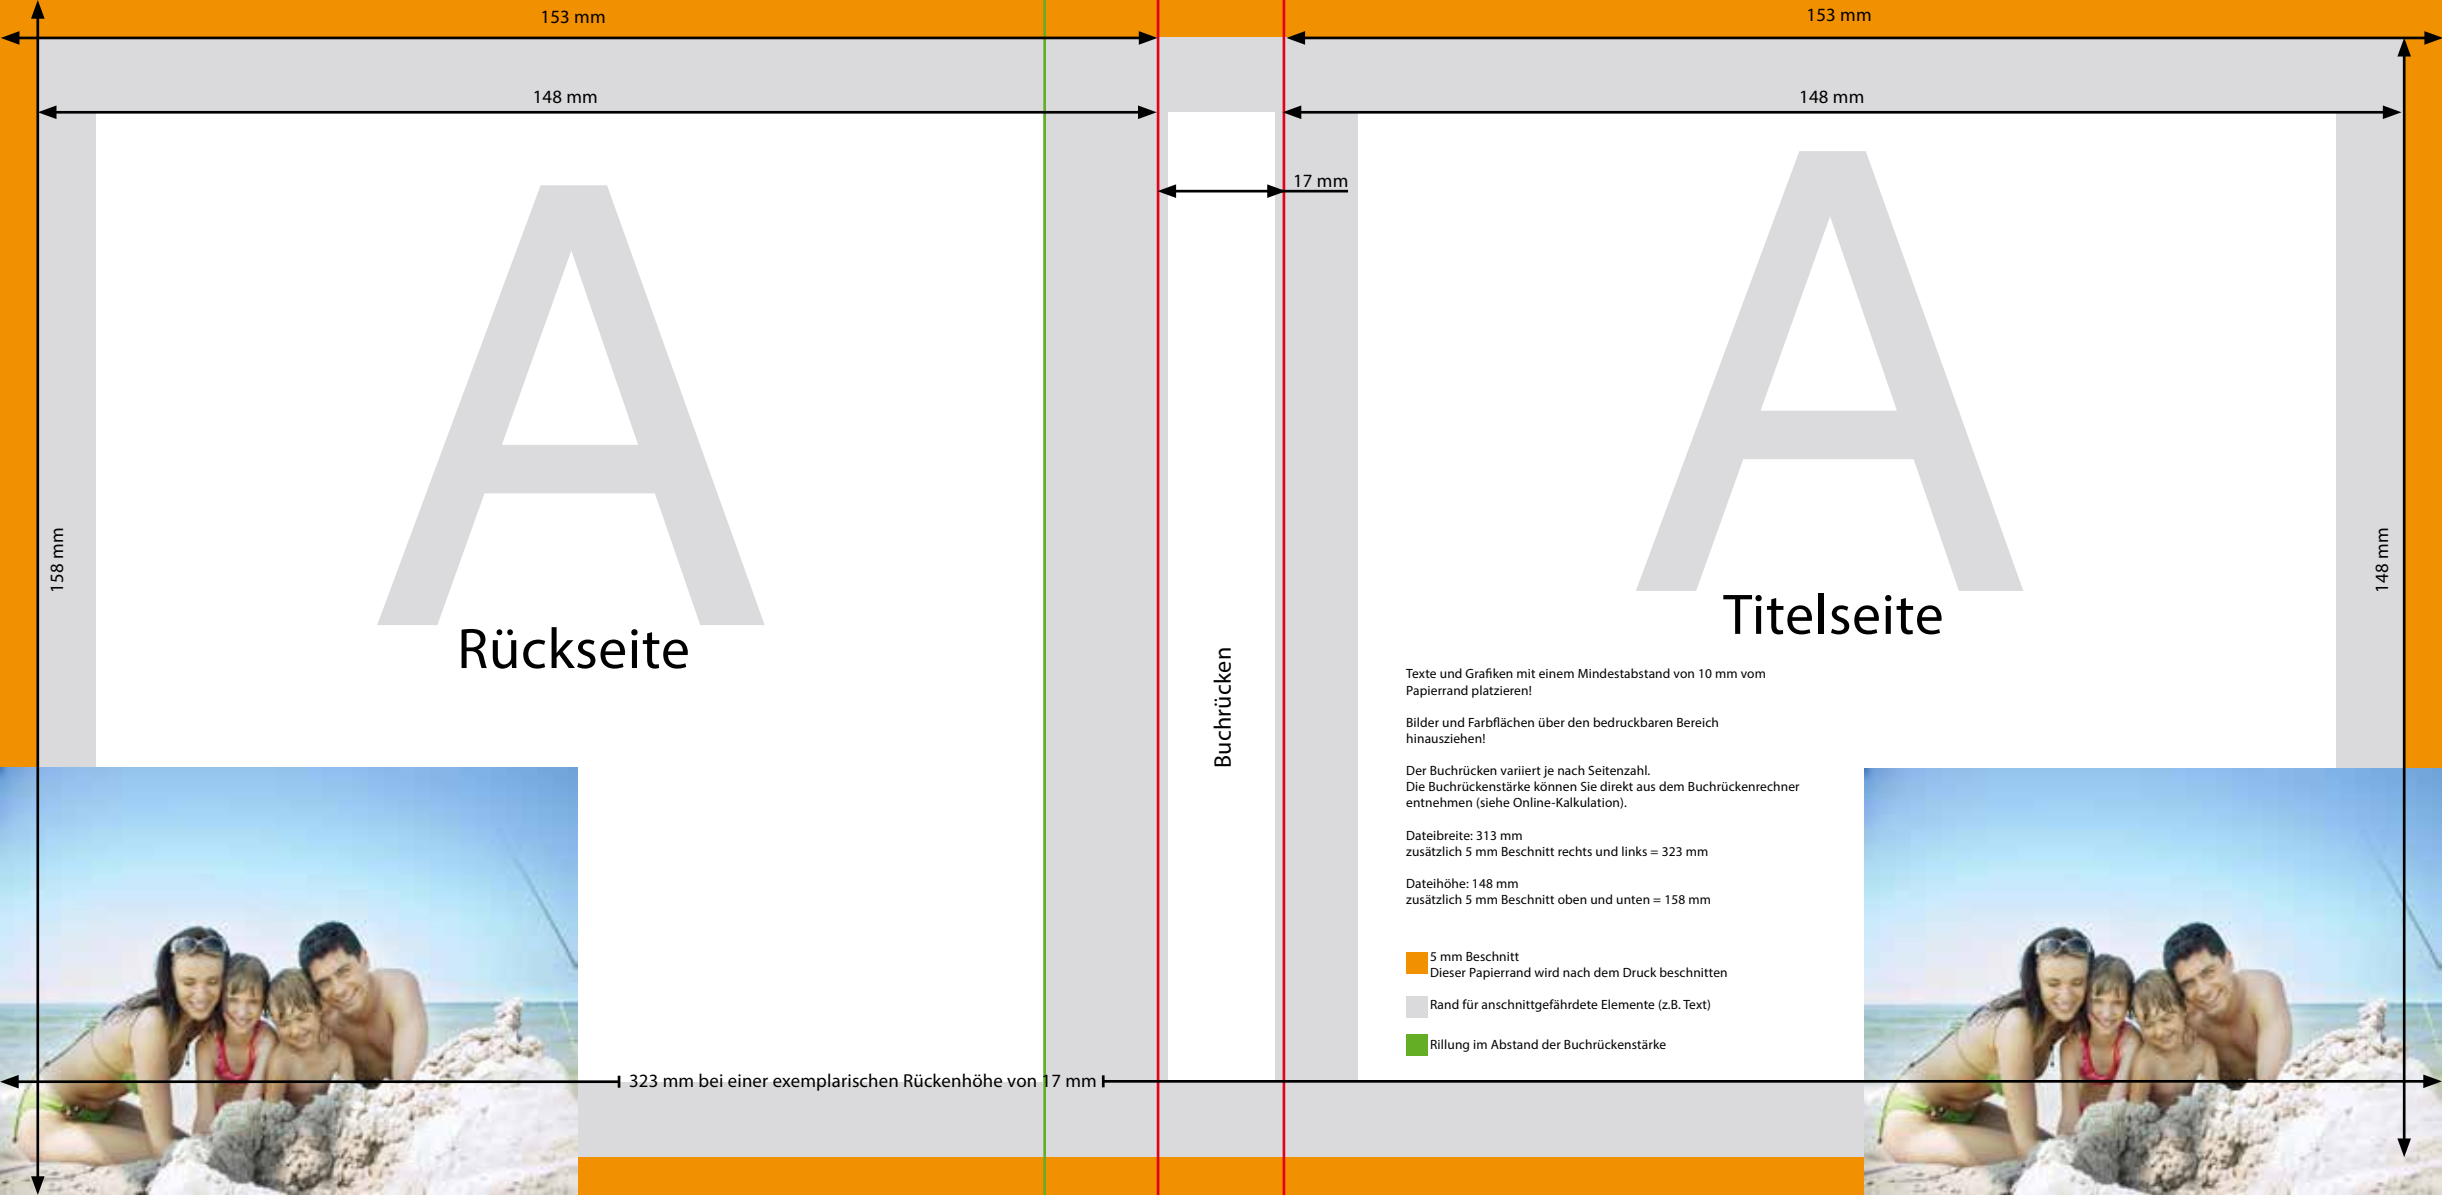 153 mm
153 mm
148 mm
148 mm
17 mm
A
A
158 mm
148 mm
Rückseite
Buchrücken
Titelseite
Texte und Grafiken mit einem Mindestabstand von 10 mm vom
Papierrand platzieren!
Bilder und Farbflächen über den bedruckbaren Bereich
hinausziehen!
Der Buchrücken variiert je nach Seitenzahl.
Die Buchrückenstärke können Sie direkt aus dem Buchrückenrechner
entnehmen (siehe Online-Kalkulation).
Dateibreite: 313 mm
zusätzlich 5 mm Beschnitt rechts und links = 323 mm
Dateihöhe: 148 mm
zusätzlich 5 mm Beschnitt oben und unten = 158 mm
5 mm Beschnitt
Dieser Papierrand wird nach dem Druck beschnitten
Rand für anschnittgefährdete Elemente (z.B. Text)
Rillung im Abstand der Buchrückenstärke
323 mm bei einer exemplarischen Rückenhöhe von 17 mm